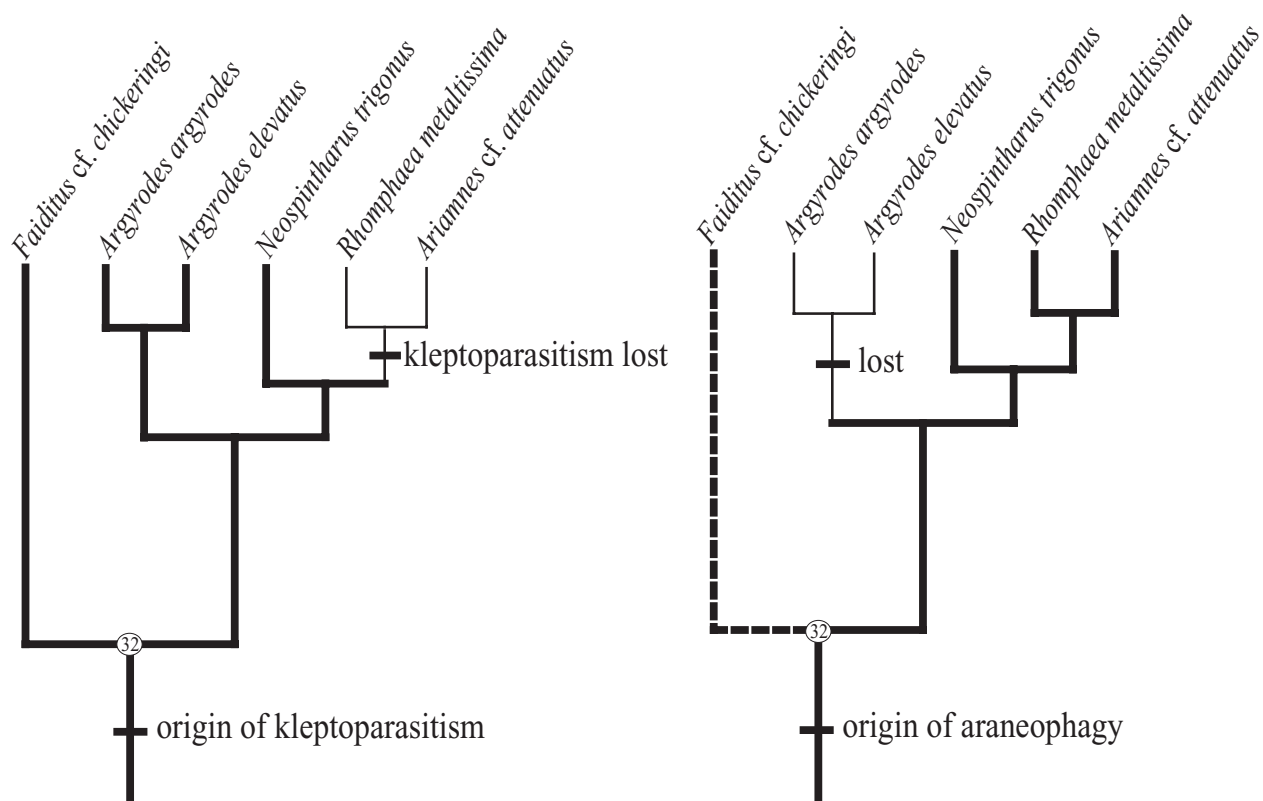 Faiditus cf. chickeringi
Argyrodes argyrodes
Argyrodes elevatus
Neospintharus trigonus
Rhomphaea metaltissima
Ariamnes cf. attenuatus
kleptoparasitism lost
32
origin of kleptoparasitism
Faiditus cf. chickeringi
Argyrodes argyrodes
Argyrodes elevatus
Neospintharus trigonus
Rhomphaea metaltissima
Ariamnes cf. attenuatus
lost
32
origin of araneophagy